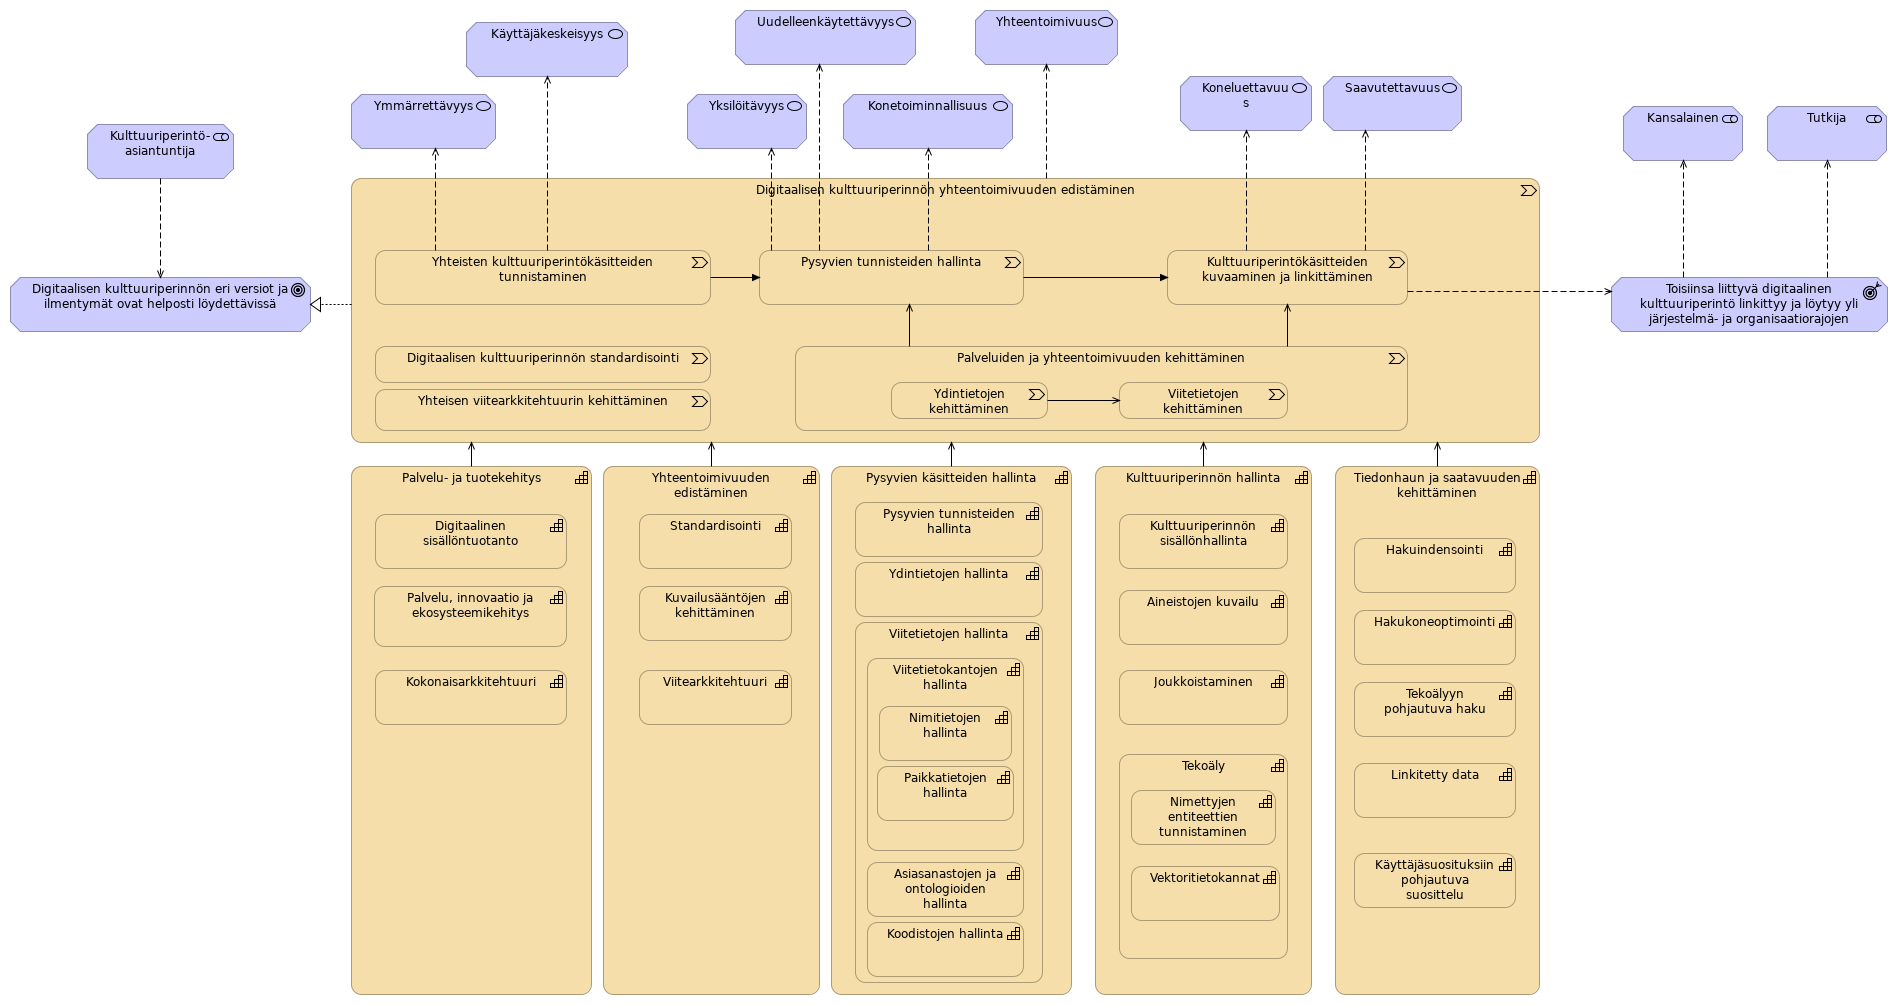 Uudelleenkäytettävyys
Yhteentoimivuus
Käyttäjäkeskeisyys
Koneluettavuu
s
Saavutettavuus
Ymmärrettävyys
Yksilöitävyys
Konetoiminnallisuus
Kansalainen
Tutkija
Kulttuuriperintö-
asiantuntija
Digitaalisen kulttuuriperinnön yhteentoimivuuden edistäminen
Digitaalisen kulttuuriperinnön eri versiot ja
ilmentymät ovat helposti löydettävissä
Yhteisten kulttuuriperintökäsitteiden
tunnistaminen
Pysyvien tunnisteiden hallinta
Kulttuuriperintökäsitteiden
kuvaaminen ja linkittäminen
Toisiinsa liittyvä digitaalinen
kulttuuriperintö linkittyy ja löytyy yli
järjestelmä- ja organisaatiorajojen
Digitaalisen kulttuuriperinnön standardisointi
Yhteisen viitearkkitehtuurin kehittäminen
Palveluiden ja yhteentoimivuuden kehittäminen
Ydintietojen
kehittäminen
Viitetietojen
kehittäminen
Palvelu- ja tuotekehitys
Digitaalinen
sisällöntuotanto
Palvelu, innovaatio ja
ekosysteemikehitys
Kokonaisarkkitehtuuri
Yhteentoimivuuden
edistäminen
Standardisointi
Kuvailusääntöjen
kehittäminen
Viitearkkitehtuuri
Pysyvien käsitteiden hallinta
Pysyvien tunnisteiden
hallinta
Ydintietojen hallinta
Viitetietojen hallinta
Viitetietokantojen
hallinta
Nimitietojen
hallinta
Paikkatietojen
hallinta
Asiasanastojen ja
ontologioiden
hallinta
Koodistojen hallinta
Kulttuuriperinnön hallinta
Kulttuuriperinnön
sisällönhallinta
Aineistojen kuvailu
Joukkoistaminen
Tekoäly
Nimettyjen
entiteettien
tunnistaminen
Vektoritietokannat
Tiedonhaun ja saatavuuden
kehittäminen
Hakuindensointi
Hakukoneoptimointi
Tekoälyyn
pohjautuva haku
Linkitetty data
Käyttäjäsuosituksiin
pohjautuva
suosittelu